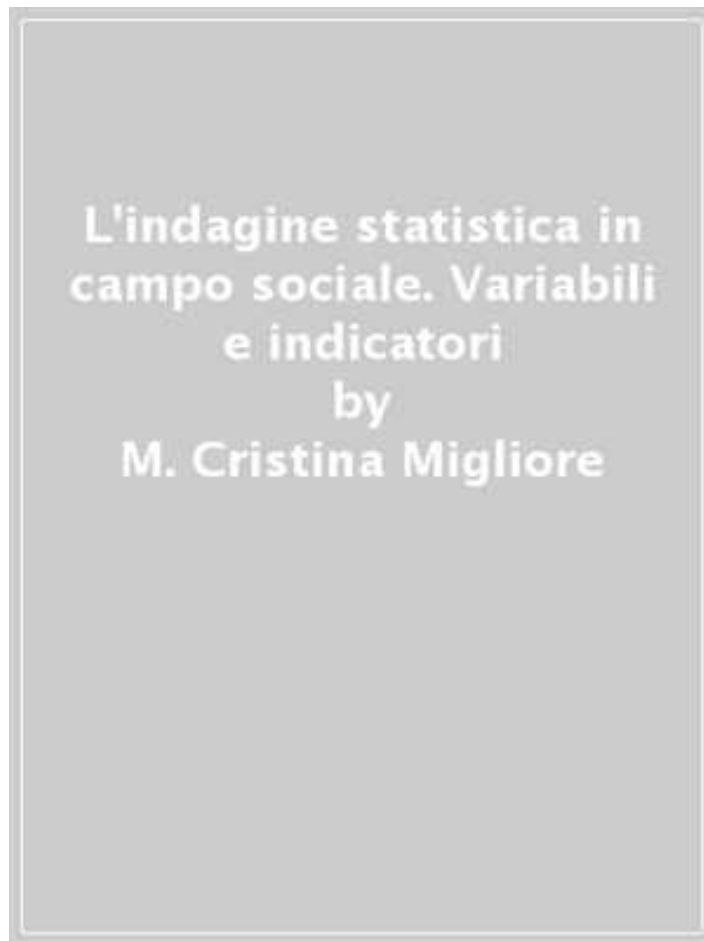 L'indagine statistica in
campo sociale. Variabili
e indicatori
by
M. Cristina Migliore